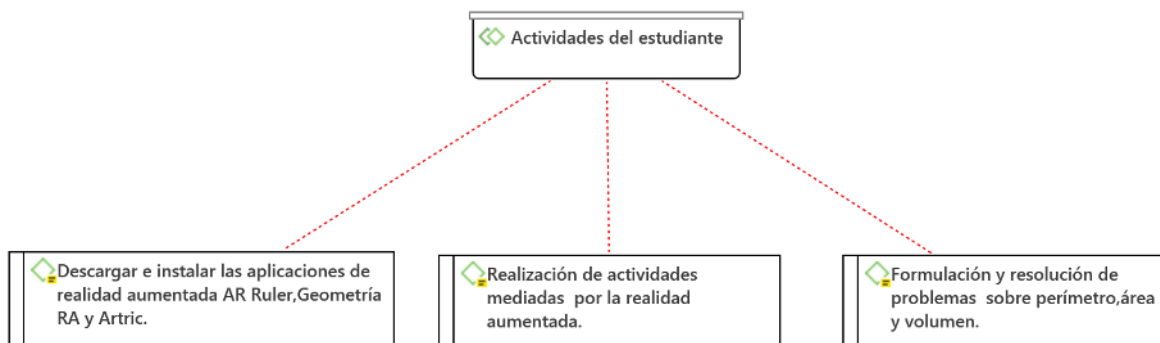 Actividades del estudiante
Descargar e instalar las aplicaciones de
realidad aumentada AR Ruler,Geometría
RA y Artric.
Realización de actividades
mediadas por la realidad
aumentada.
Formulación y resolución de
problemas sobre perímetro,área
y volumen.